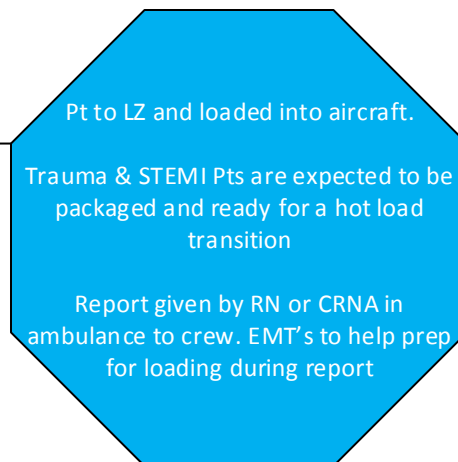 Pt to LZ and loaded into aircraft.
Trauma & STEMI Pts are expected to be
packaged and ready for a hot load
transition
Report given by RN or CRNA in
ambulance to crew. EMT’s to help prep
for loading during report